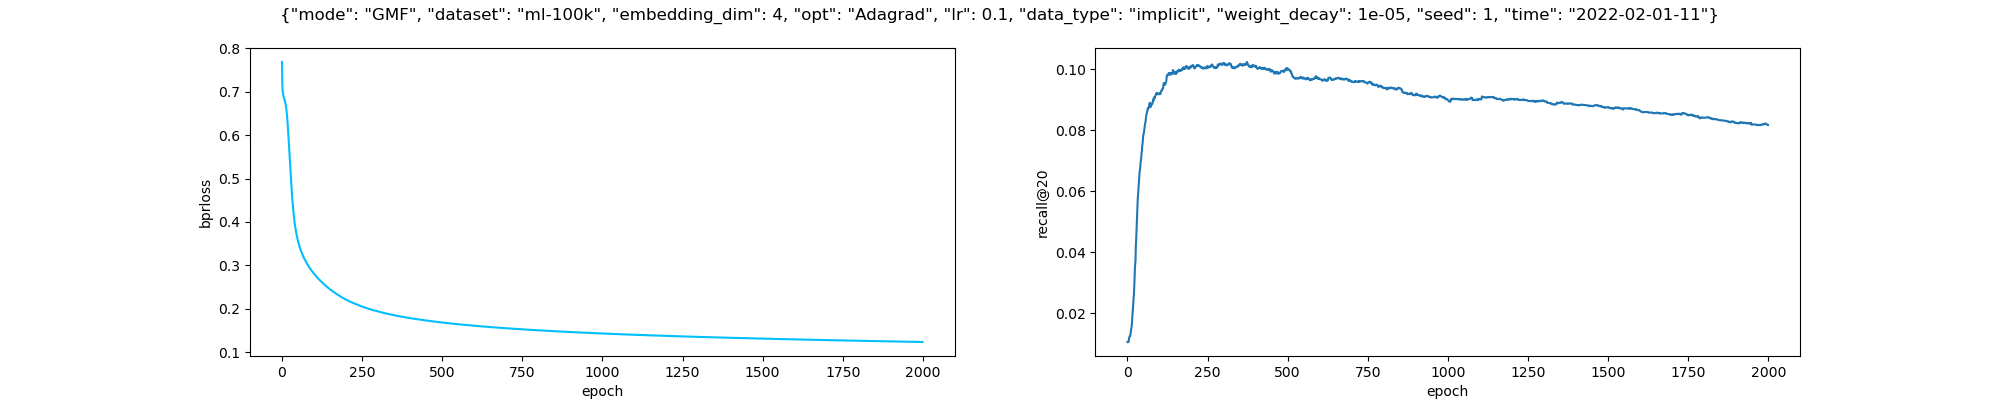 {"mode": "GMF", "dataset": "ml-100k", "embedding_dim": 4, "opt": "Adagrad", "lr": 0.1, "data_type": "implicit", "weight_decay": 1e-05, "seed": 1, "time": "2022-02-01-11"}
bprloss
0.8
0.7
0.6
0.5
0.4
0.3
0.2
0.1
0 250 500 750 1000 1250 1500 1750 2000
epoch
recall@20
0.10
0.08
0.06
0.04
0.02
0 250 500 750 1000 1250 1500 1750 2000
epoch